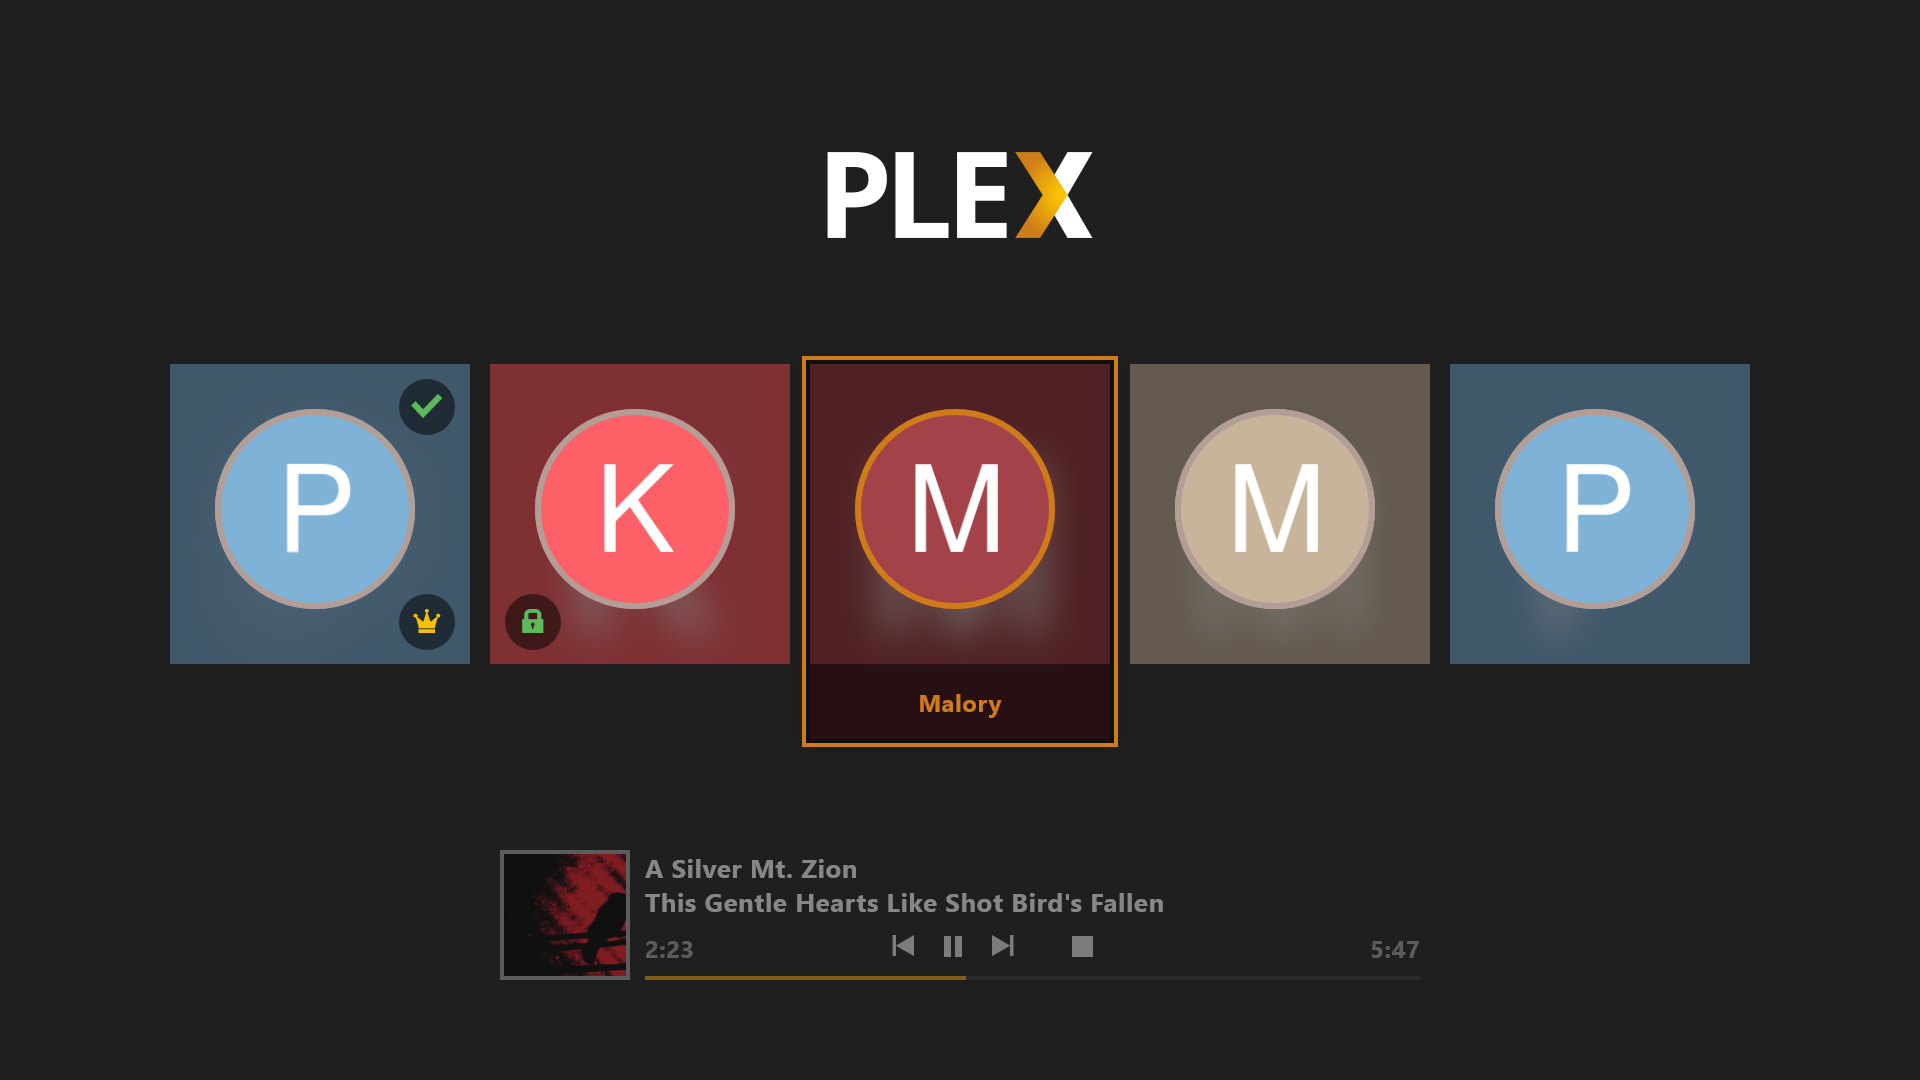 PLEX
P
K
M
M
P
Malory
A Silver Mt. Zion
This Gentle Hearts Like Shot Bird's Fallen
2:23
5:47